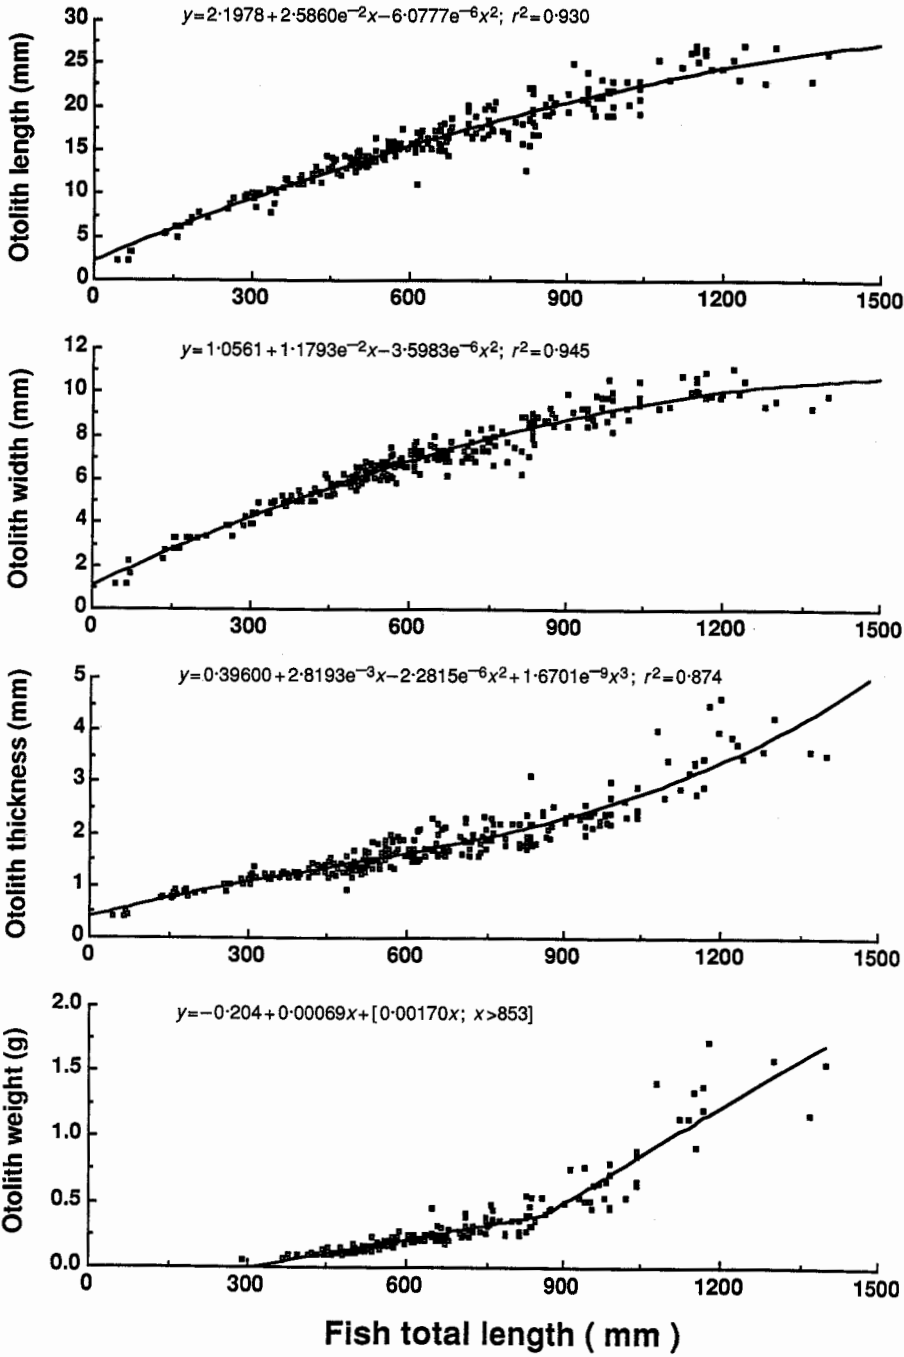 y=2·1978+2·5860e⁻²x−6·0777e⁻⁶x²; r²=0·930
Otolith length (mm)
30
25
20
15
10
5
0
0 300 600 900 1200 1500
y=1·0561+1·1793e⁻²x−3·5983e⁻⁶x²; r²=0·945
Otolith width (mm)
12
10
8
6
4
2
0
0 300 600 900 1200 1500
y=0·39600+2·8193e⁻³x−2·2815e⁻⁶x²+1·6701e⁻⁹x³; r²=0·874
Otolith thickness (mm)
5
4
3
2
1
0
0 300 600 900 1200 1500
y=−0·204+0·00069x+[0·00170x; x>853]
Otolith weight (g)
2.0
1.5
1.0
0.5
0.0
0 300 600 900 1200 1500
Fish total length ( mm )